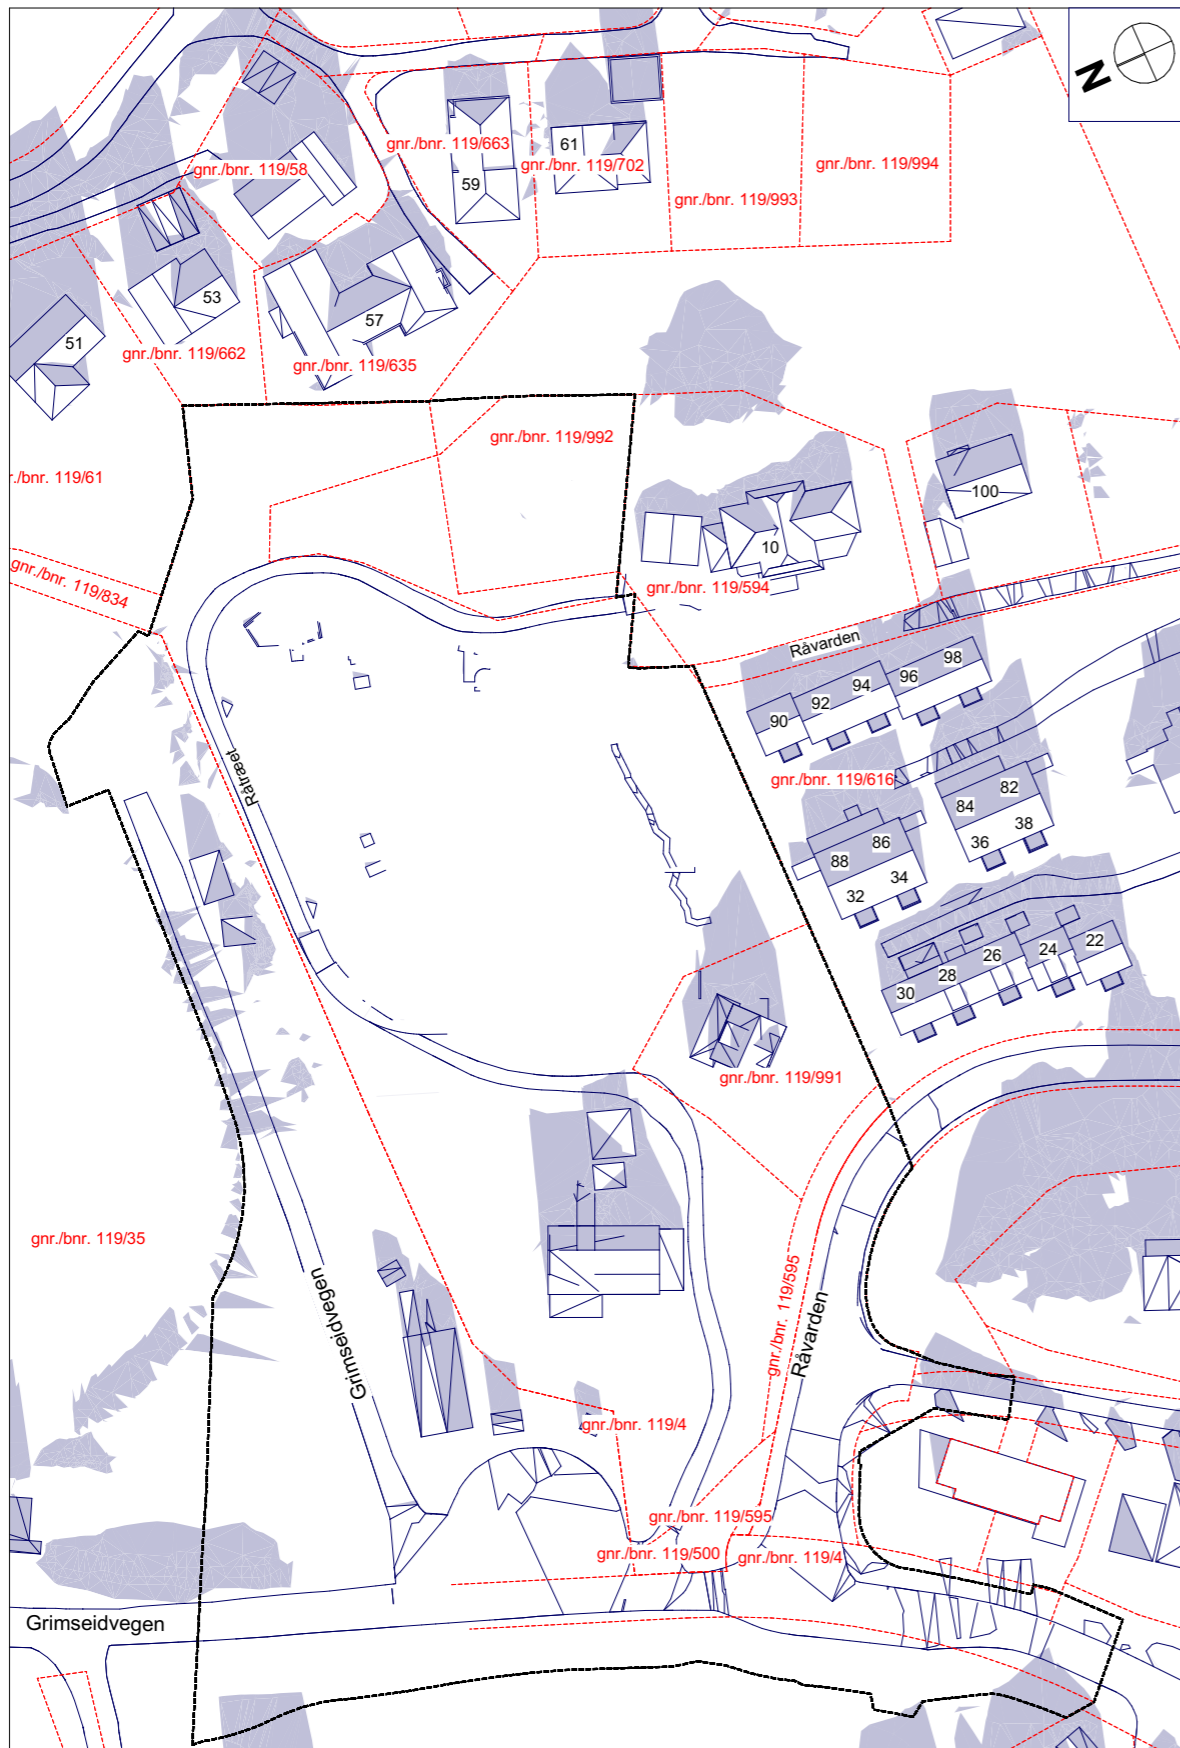 N
gnr./bnr. 119/58
gnr./bnr. 119/663
59
61
gnr./bnr. 119/702
gnr./bnr. 119/993
gnr./bnr. 119/994
53
51
57
gnr./bnr. 119/662
gnr./bnr. 119/635
gnr./bnr. 119/992
r./bnr. 119/61
100
10
gnr./bnr. 119/834
gnr./bnr. 119/594
Råvarden
98
96
94
92
90
Råtræet
gnr./bnr. 119/616
82
84
38
36
86
88
34
32
22
24
26
28
30
gnr./bnr. 119/991
gnr./bnr. 119/35
Grimseidvegen
gnr./bnr. 119/595
Råvarden
gnr./bnr. 119/4
gnr./bnr. 119/595
gnr./bnr. 119/500
gnr./bnr. 119/4
Grimseidvegen